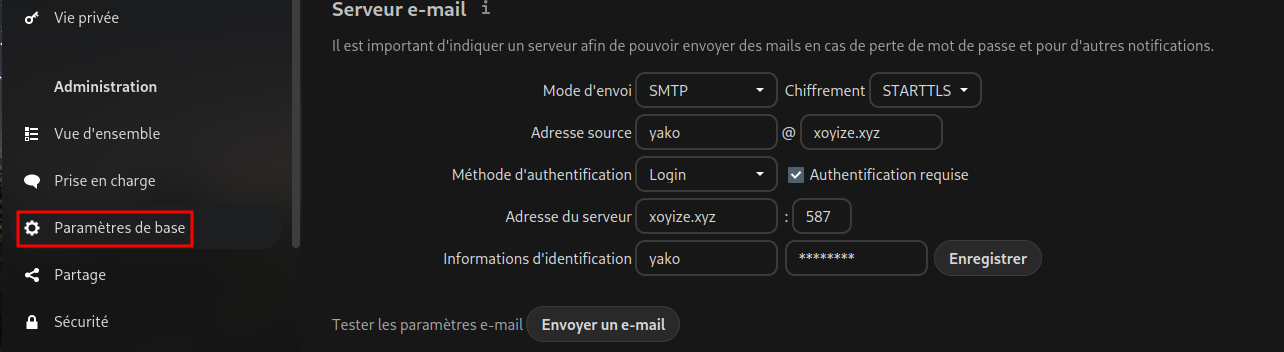 Vie privée
Administration
Vue d'ensemble
Prise en charge
Paramètres de base
Partage
Sécurité
Serveur e-mail i
Il est important d'indiquer un serveur afin de pouvoir envoyer des mails en cas de perte de mot de passe et pour d'autres notifications.
Mode d'envoi SMTP Chiffrement STARTTLS
Adresse source yako @ xoyize.xyz
Méthode d'authentification Login Authentification requise
Adresse du serveur xoyize.xyz : 587
Informations d'identification yako ******** Enregistrer
Tester les paramètres e-mail Envoyer un e-mail